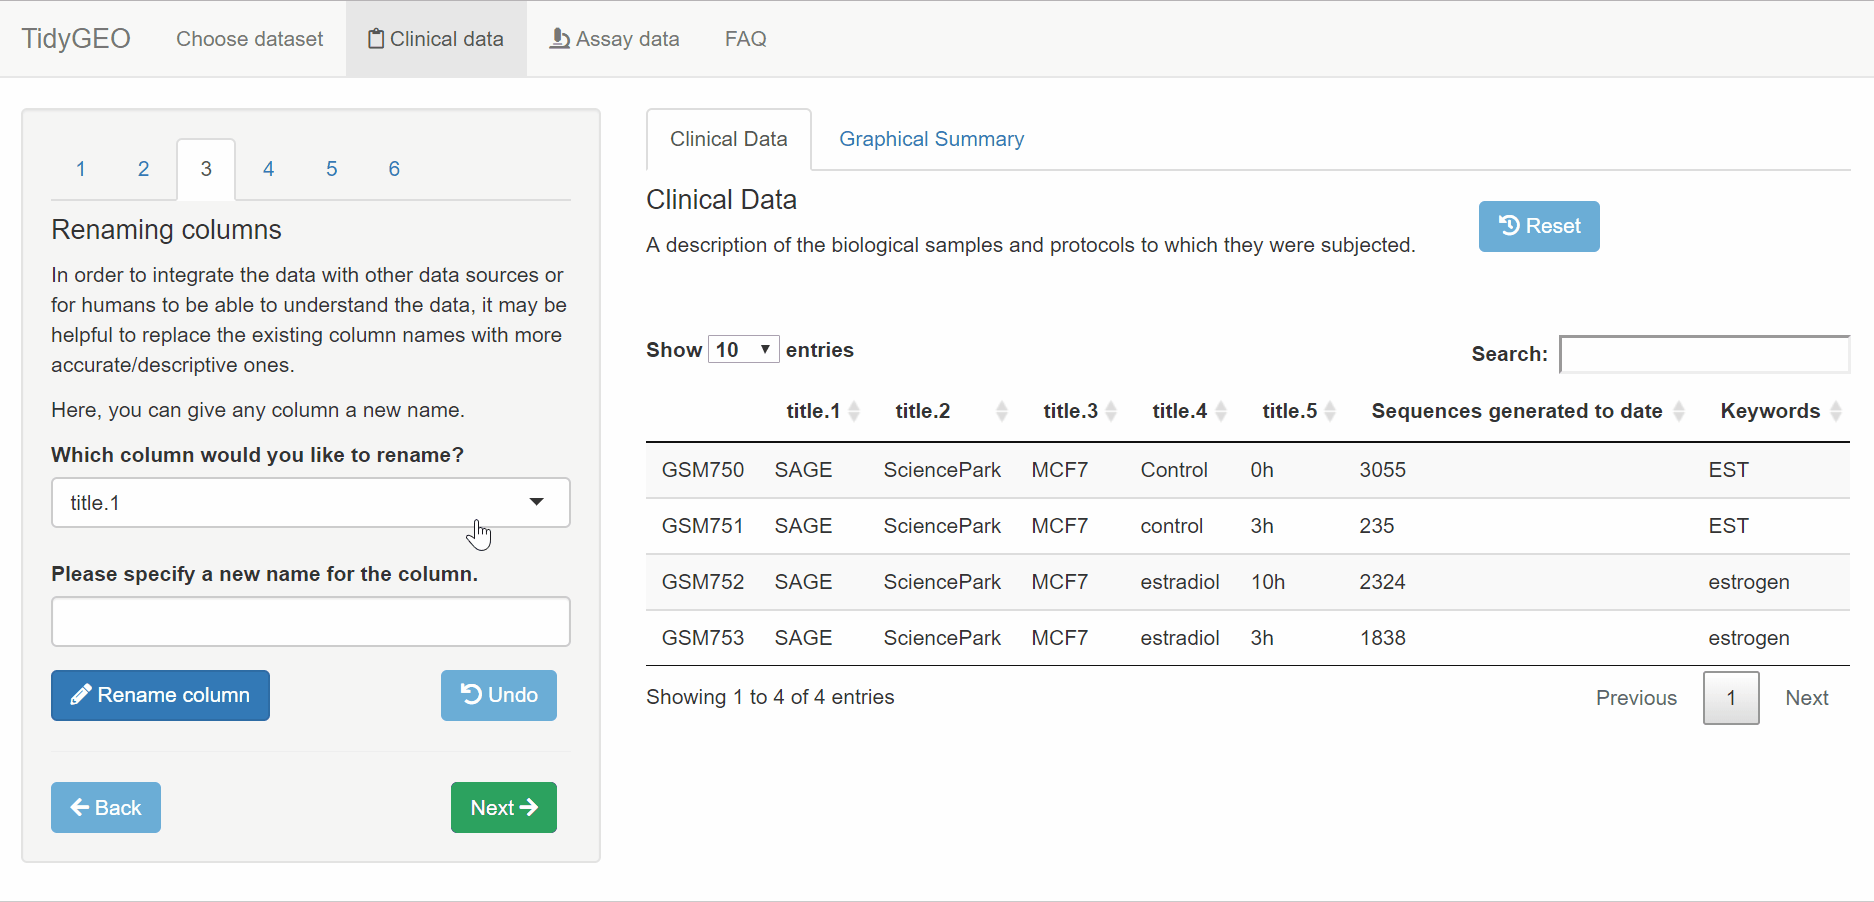 TidyGEO Choose dataset Clinical data Assay data FAQ
1 2 3 4 5 6
Renaming columns
In order to integrate the data with other data sources or
for humans to be able to understand the data, it may be
helpful to replace the existing column names with more
accurate/descriptive ones.
Here, you can give any column a new name.
Which column would you like to rename?
title.1
Please specify a new name for the column.
Rename column Undo
Back Next
Clinical Data Graphical Summary
Clinical Data
A description of the biological samples and protocols to which they were subjected.
Reset
Show 10 entries
Search:
title.1 title.2 title.3 title.4 title.5 Sequences generated to date Keywords
GSM750 SAGE SciencePark MCF7 Control 0h 3055 EST
GSM751 SAGE SciencePark MCF7 control 3h 235 EST
GSM752 SAGE SciencePark MCF7 estradiol 10h 2324 estrogen
GSM753 SAGE SciencePark MCF7 estradiol 3h 1838 estrogen
Showing 1 to 4 of 4 entries
Previous 1 Next